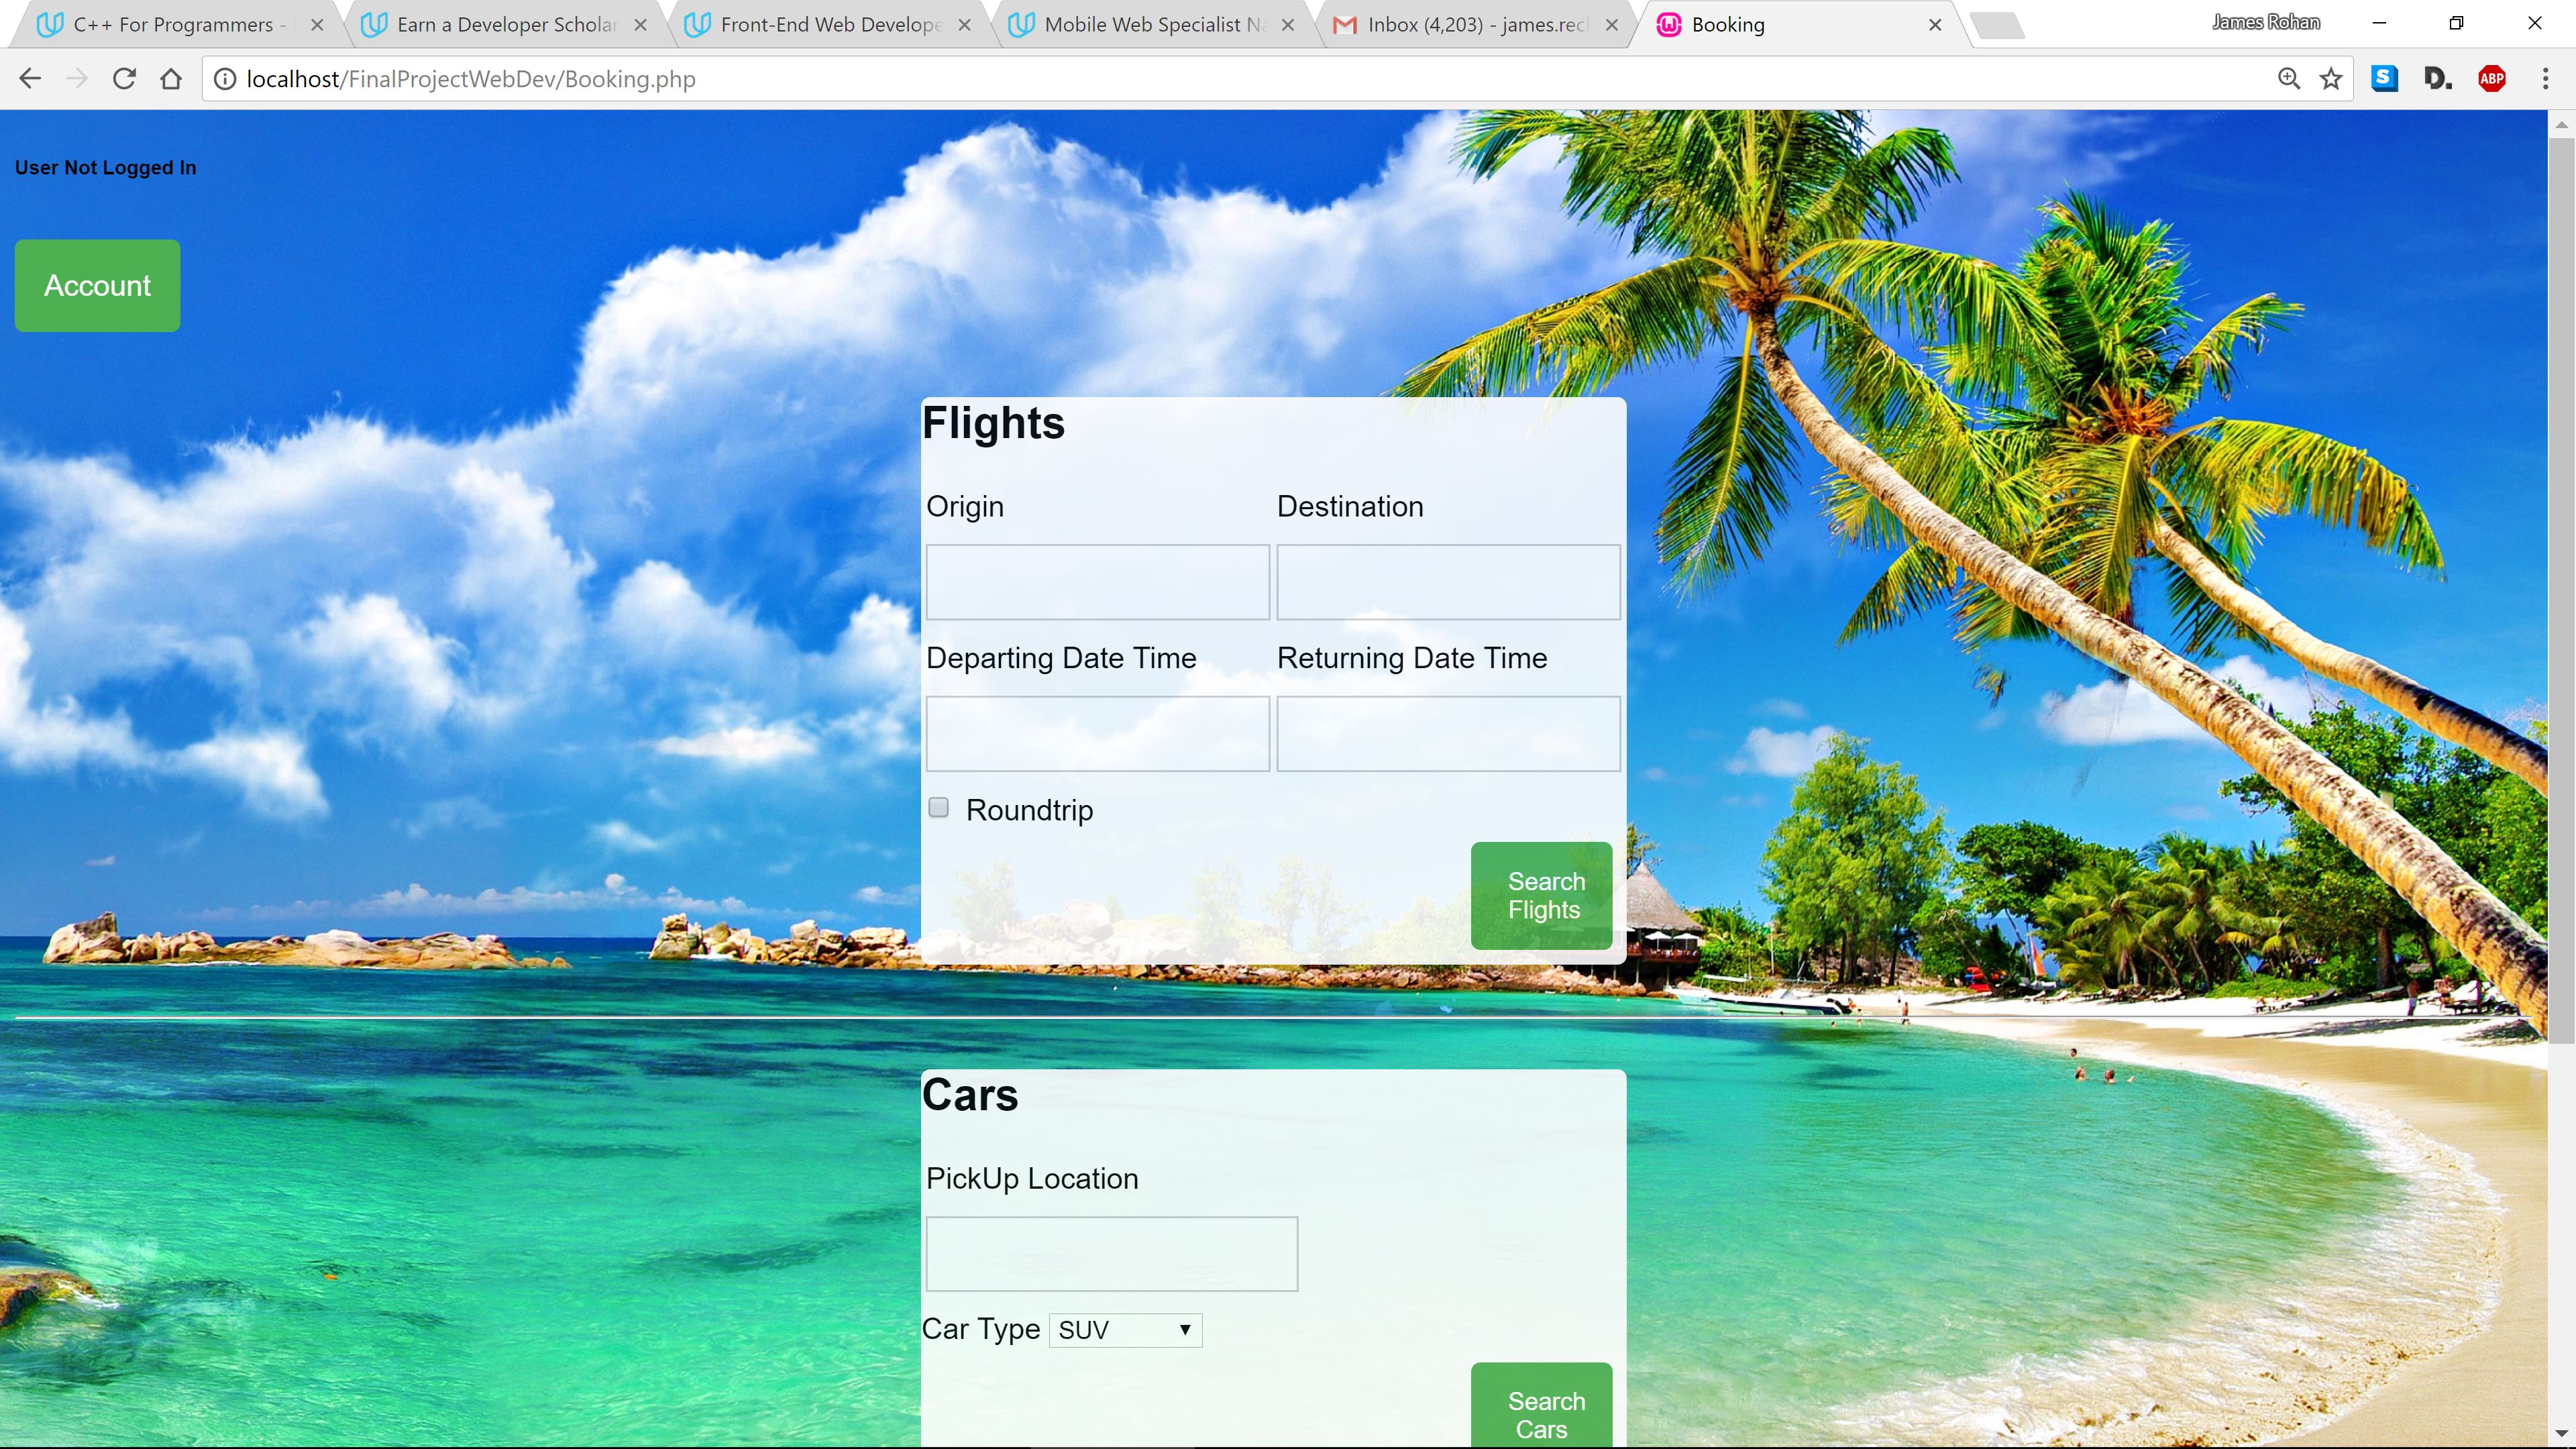 C++ For Programmers -
Earn a Developer Scholar
Front-End Web Develope
Mobile Web Specialist Na
Inbox (4,203) - james.rec
Booking
James Rohan
localhost/FinalProjectWebDev/Booking.php
S
D.
ABP
User Not Logged In
Account
Flights
Origin Destination
Departing Date Time Returning Date Time
Roundtrip
Search
Flights
Cars
PickUp Location
Car Type SUV
Search
Cars